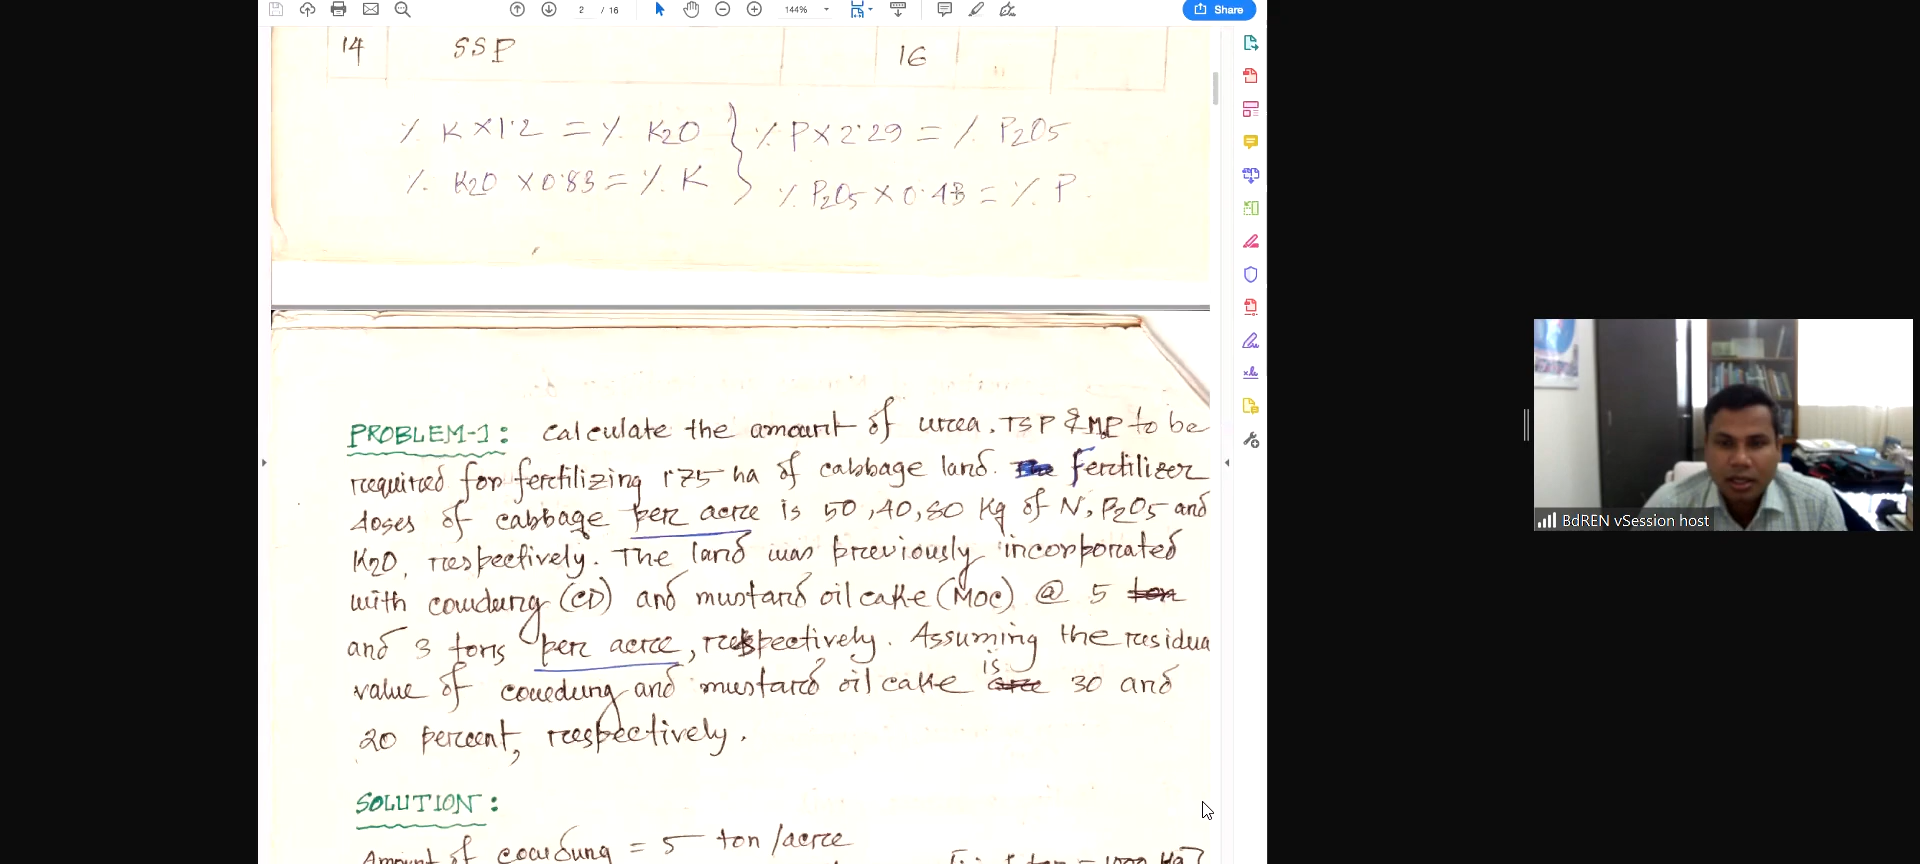 2 / 16
144%
Share
14 SSP 16
% K × 1.2 = % K2O } % P × 2.29 = % P2O5
% K2O × 0.83 = % K % P2O5 × 0.43 = % P
PROBLEM-1: Calculate the amount of urea, TSP & MP to be
required for fertilizing 1.75 ha of cabbage land. Fertilizer
doses of cabbage per acre is 50, 40, 80 Kg of N, P2O5 and
K2O, respectively. The land was previously incorporated
with cowdung (CD) and mustard oil cake (MOC) @ 5 ton
and 3 tons per acre, respectively. Assuming the residua
value of cowdung and mustard oil cake is 30 and
20 percent, respectively.
SOLUTION:
Amount of cowdung = 5 ton /acre
BdREN vSession host